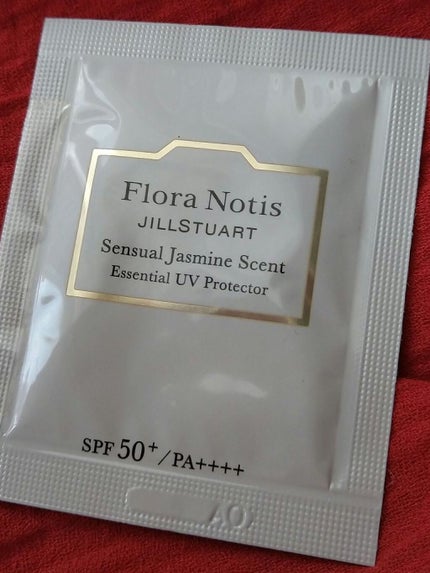 Flora Notis
JILLSTUART
Sensual Jasmine Scent
Essential UV Protector
SPF 50+/PA++++